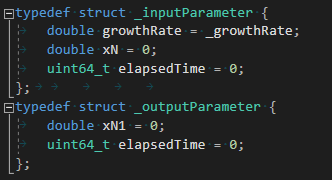 typedef struct _inputParameter {
    double growthRate = _growthRate;
    double xN = 0;
    uint64_t elapsedTime = 0;
};
typedef struct _outputParameter {
    double xN1 = 0;
    uint64_t elapsedTime = 0;
};